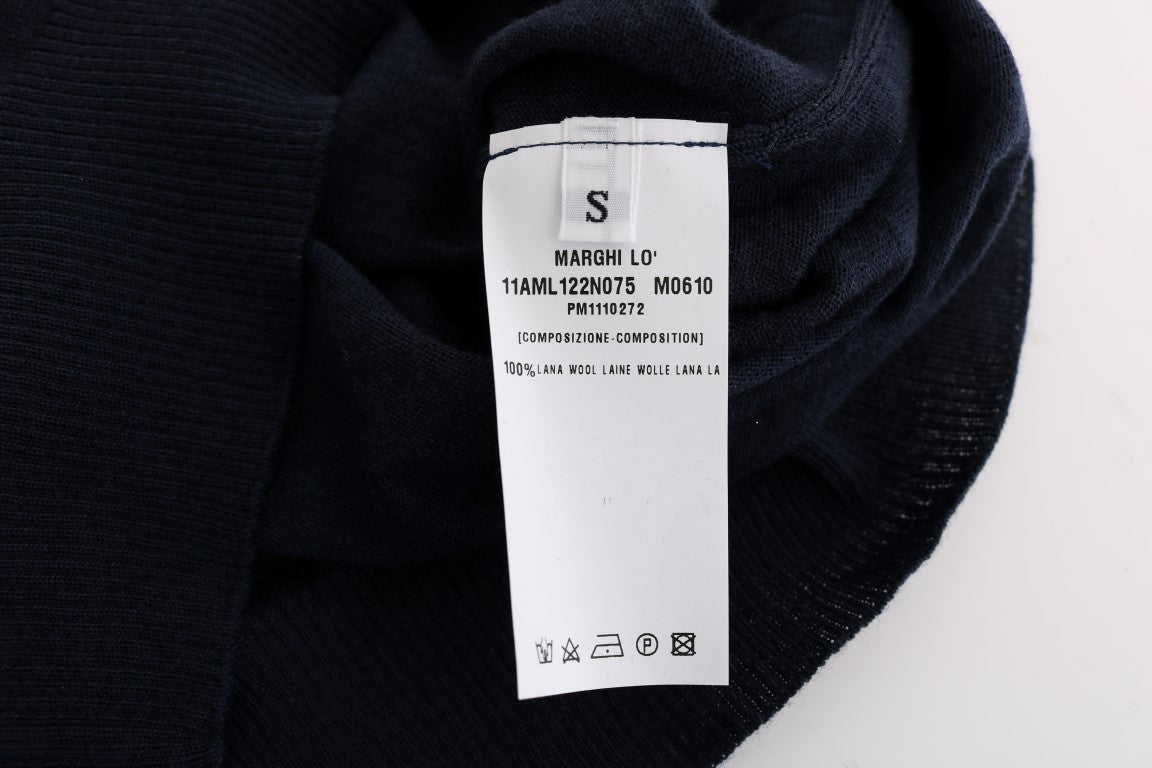 S
MARGHI LO'
11AML122N075 M0610
PM1110272
[COMPOSIZIONE-COMPOSITION]
100% LANA WOOL LAINE WOLLE LANA LA
P